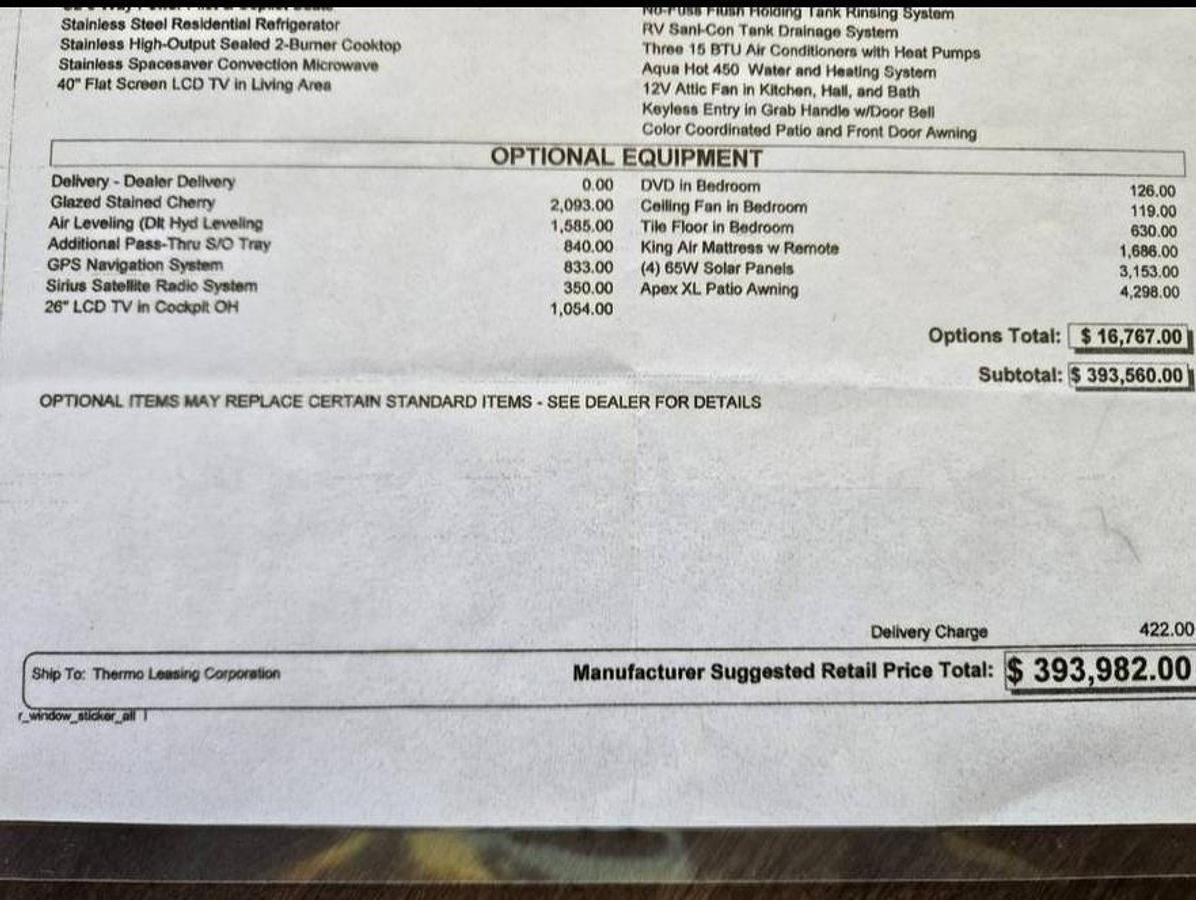 Stainless Steel Residential Refrigerator
Stainless High-Output Sealed 2-Burner Cooktop
Stainless Spacesaver Convection Microwave
40" Flat Screen LCD TV in Living Area
No-Fuss Flush Holding Tank Rinsing System
RV Sani-Con Tank Drainage System
Three 15 BTU Air Conditioners with Heat Pumps
Aqua Hot 450 Water and Heating System
12V Attic Fan in Kitchen, Hall, and Bath
Keyless Entry in Grab Handle w/Door Bell
Color Coordinated Patio and Front Door Awning
OPTIONAL EQUIPMENT
Delivery - Dealer Delivery 0.00
Glazed Stained Cherry 2,093.00
Air Leveling (Dlt Hyd Leveling 1,585.00
Additional Pass-Thru S/O Tray 840.00
GPS Navigation System 833.00
Sirius Satellite Radio System 350.00
26" LCD TV in Cockpit OH 1,054.00
DVD in Bedroom 126.00
Ceiling Fan in Bedroom 119.00
Tile Floor in Bedroom 630.00
King Air Mattress w Remote 1,686.00
(4) 65W Solar Panels 3,153.00
Apex XL Patio Awning 4,298.00
Options Total: $ 16,767.00
Subtotal: $ 393,560.00
OPTIONAL ITEMS MAY REPLACE CERTAIN STANDARD ITEMS - SEE DEALER FOR DETAILS
Delivery Charge 422.00
Ship To: Thermo Leasing Corporation
Manufacturer Suggested Retail Price Total: $ 393,982.00
r_window_sticker_all